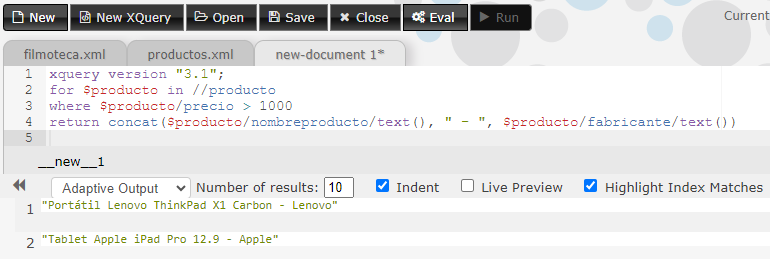 New New XQuery Open Save Close Eval Run Current
filmoteca.xml productos.xml new-document 1*
1 xquery version "3.1";
2 for $producto in //producto
3 where $producto/precio > 1000
4 return concat($producto/nombreproducto/text(), " - ", $producto/fabricante/text())
5
__new__1
Adaptive Output Number of results: 10 Indent Live Preview Highlight Index Matches
1 "Portátil Lenovo ThinkPad X1 Carbon - Lenovo"
2 "Tablet Apple iPad Pro 12.9 - Apple"